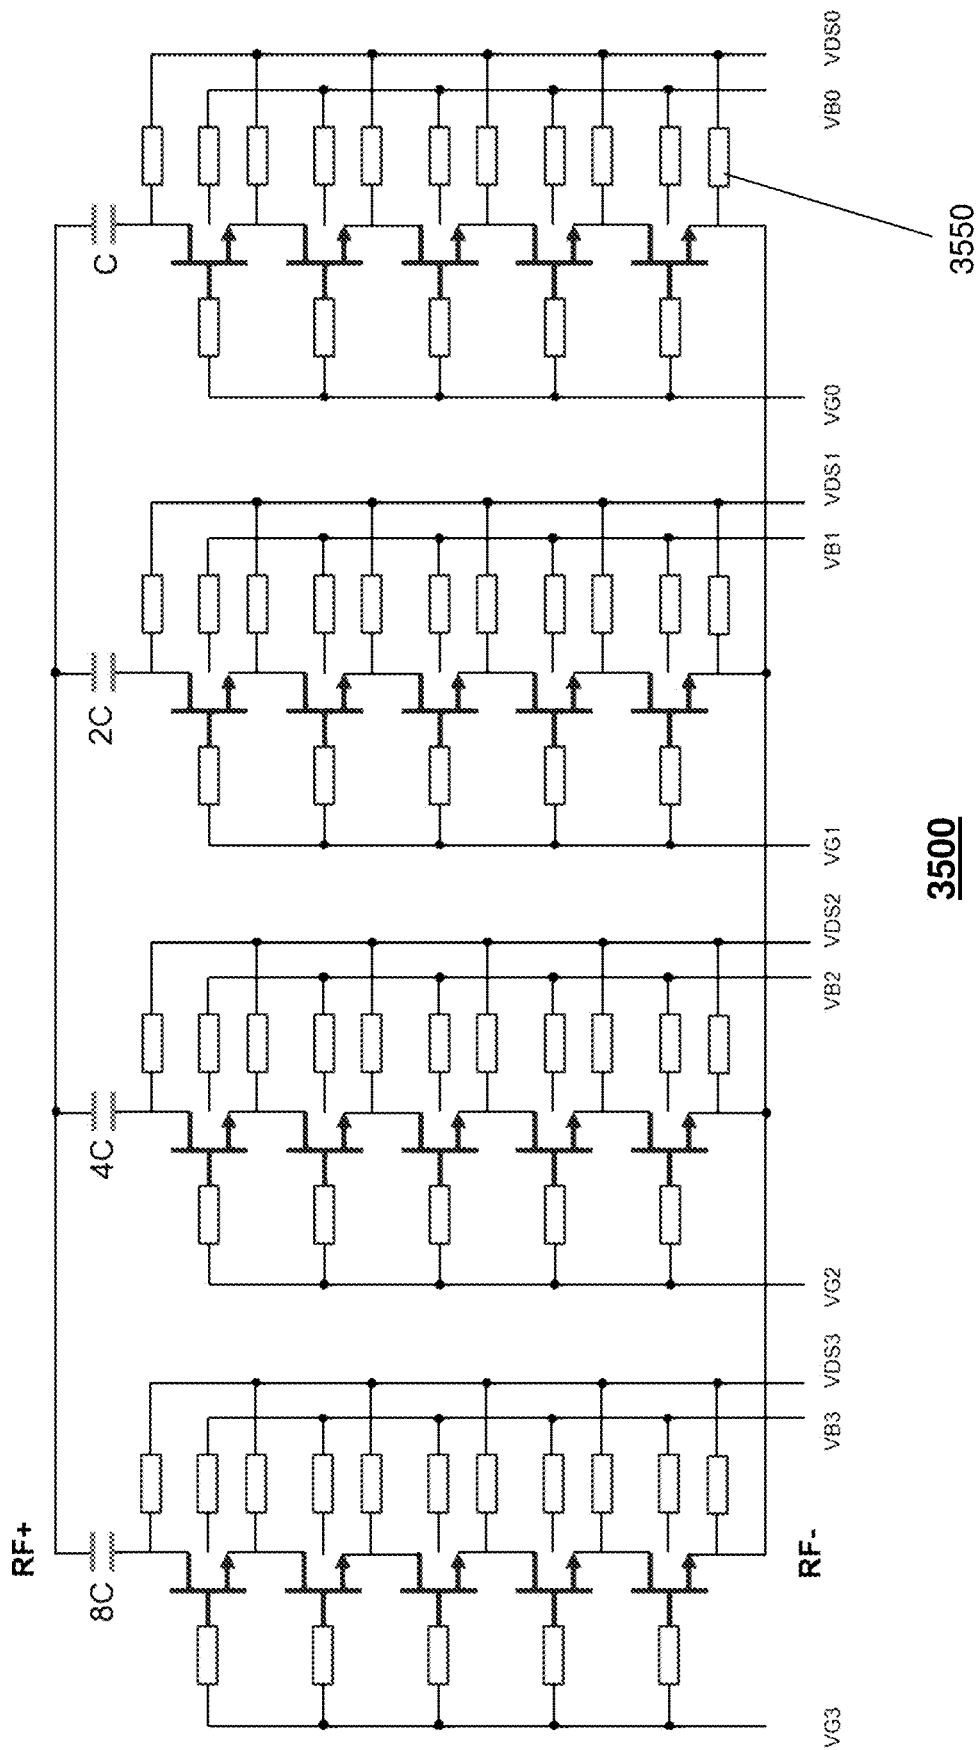 RF+
8C
4C
2C
C
RF-
VG3
VB3
VDS3
VG2
VB2
VDS2
VG1
VB1
VDS1
VG0
VB0
VDS0
3550
3500